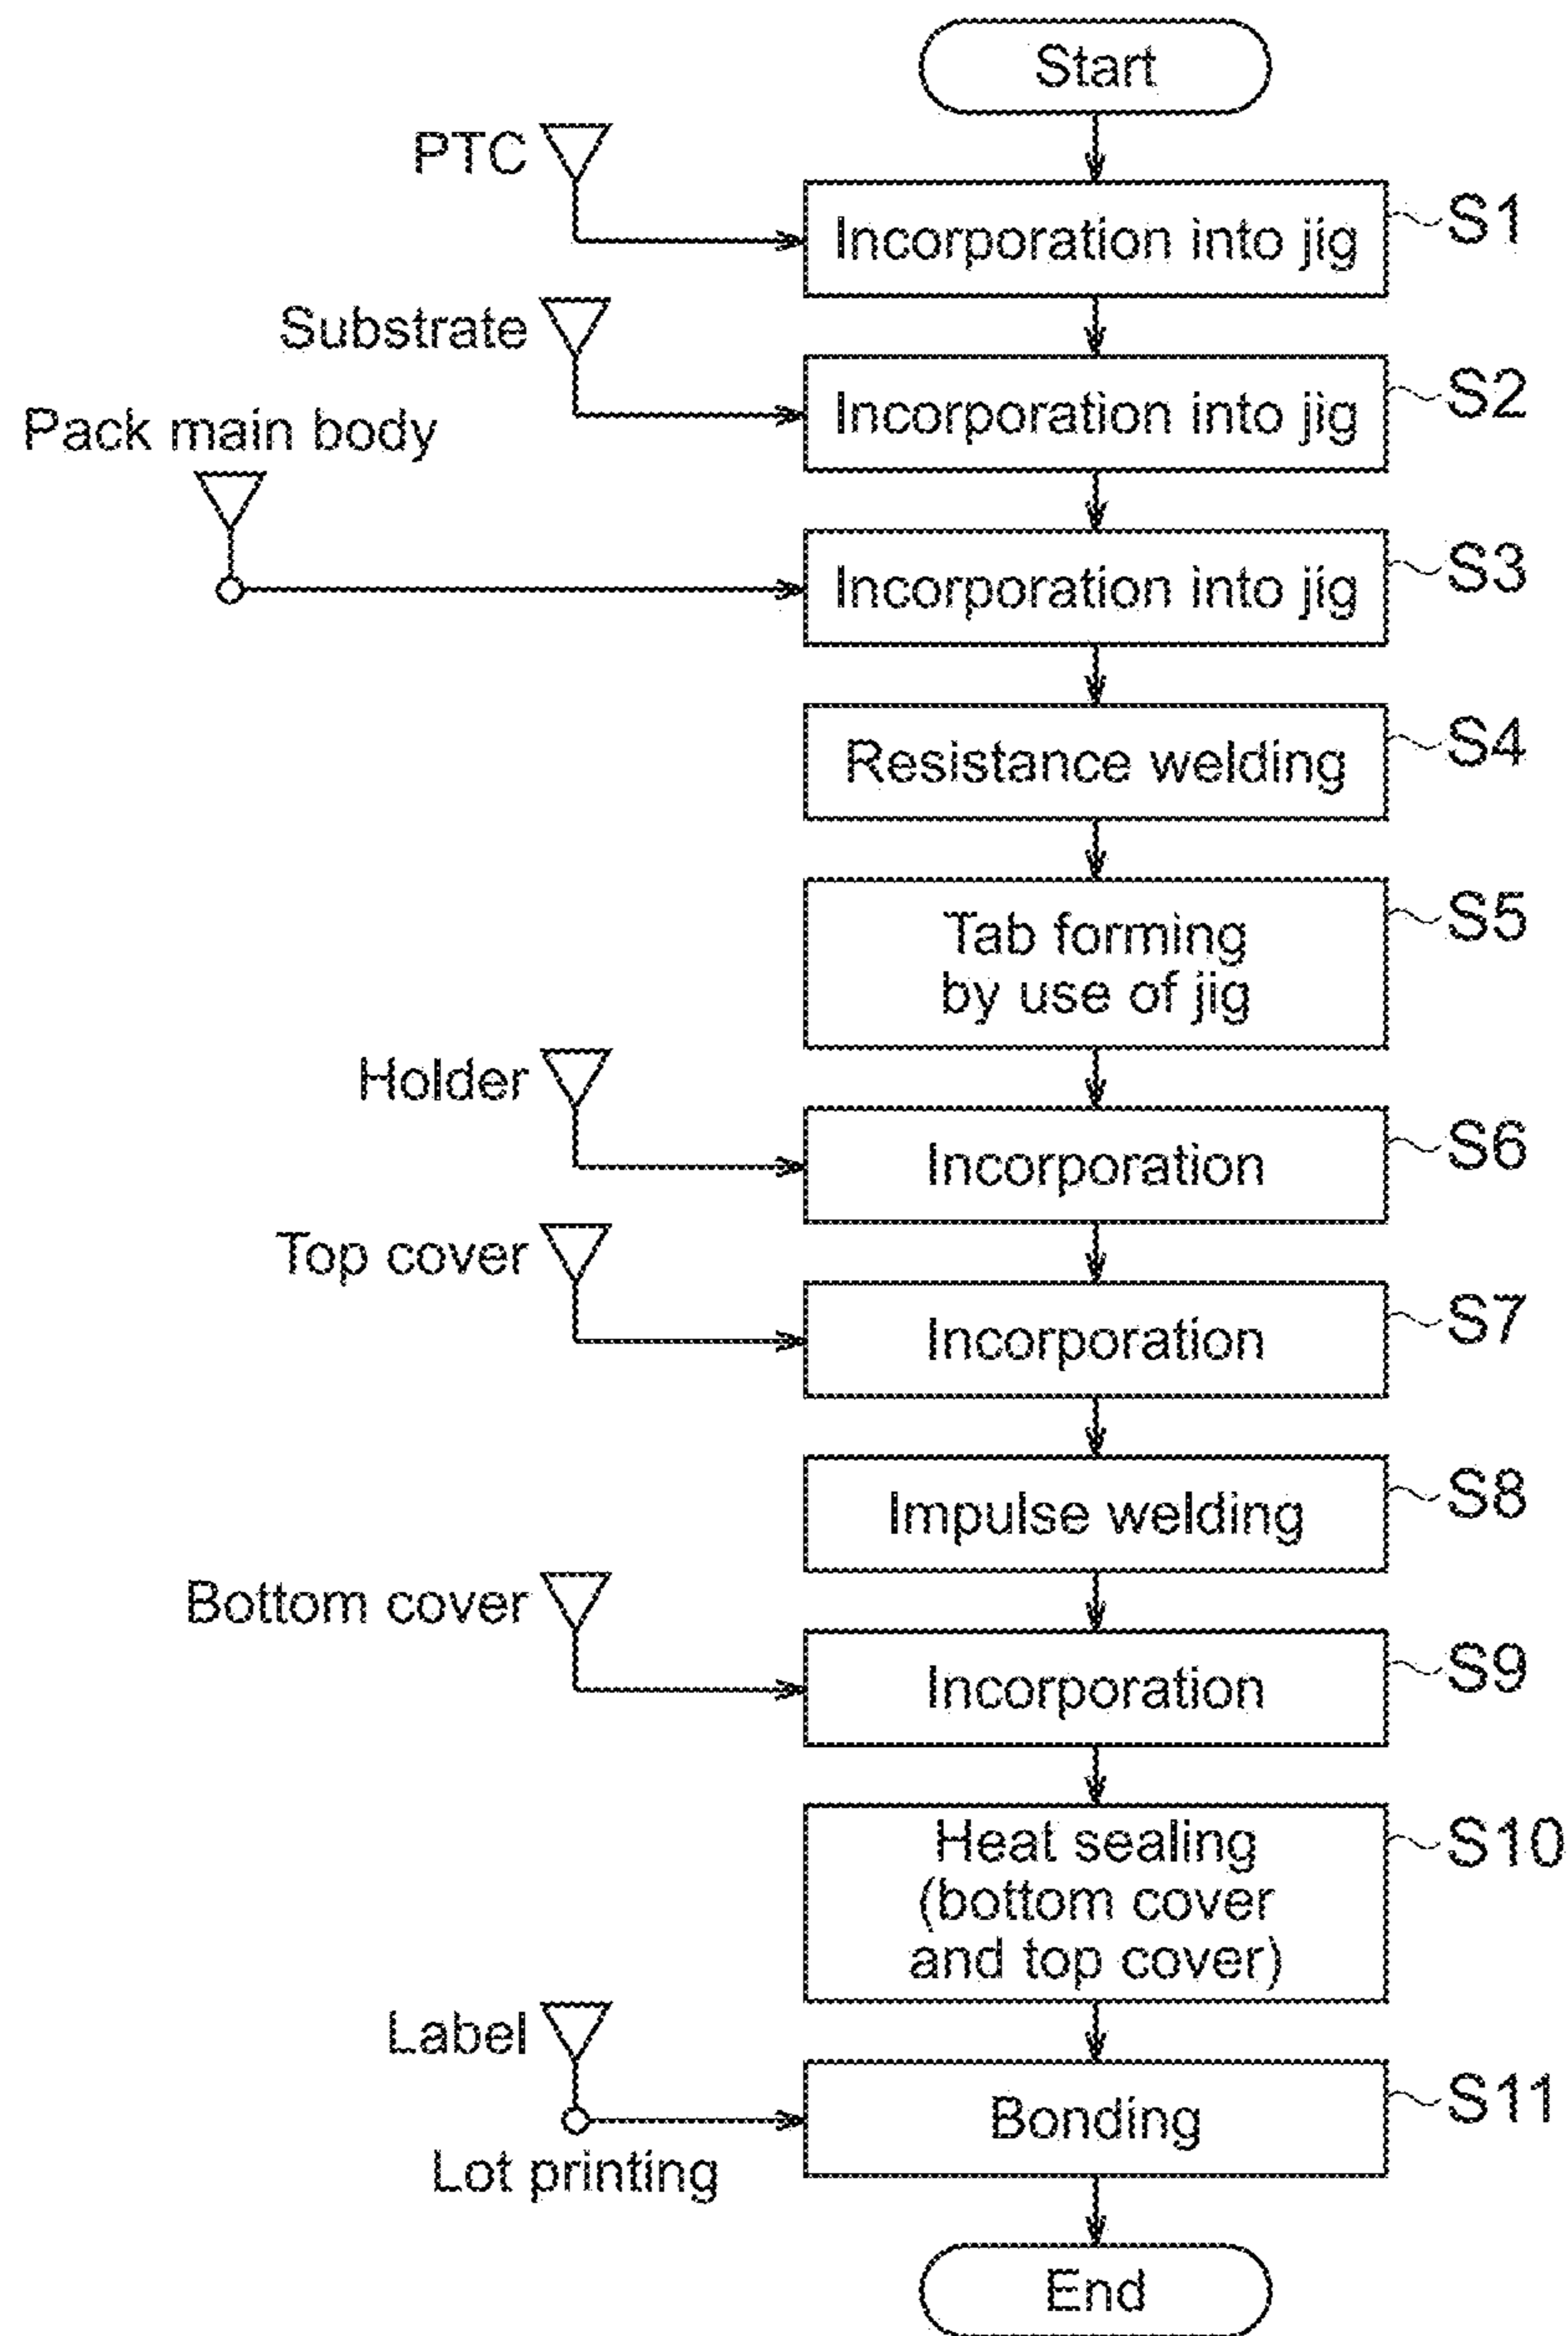 Start
PTC
Incorporation into jig
S1
Substrate
Incorporation into jig
S2
Pack main body
Incorporation into jig
S3
Resistance welding
S4
Tab forming
by use of jig
S5
Holder
Incorporation
S6
Top cover
Incorporation
S7
Impulse welding
S8
Bottom cover
Incorporation
S9
Heat sealing
(bottom cover
and top cover)
S10
Label
Bonding
S11
Lot printing
End